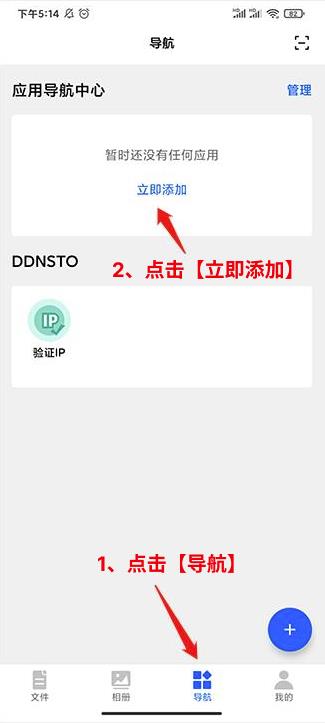 下午5:14
82
导航
应用导航中心
管理
暂时还没有任何应用
立即添加
2、点击【立即添加】
DDNSTO
IP
验证IP
1、点击【导航】
+
文件
相册
导航
我的